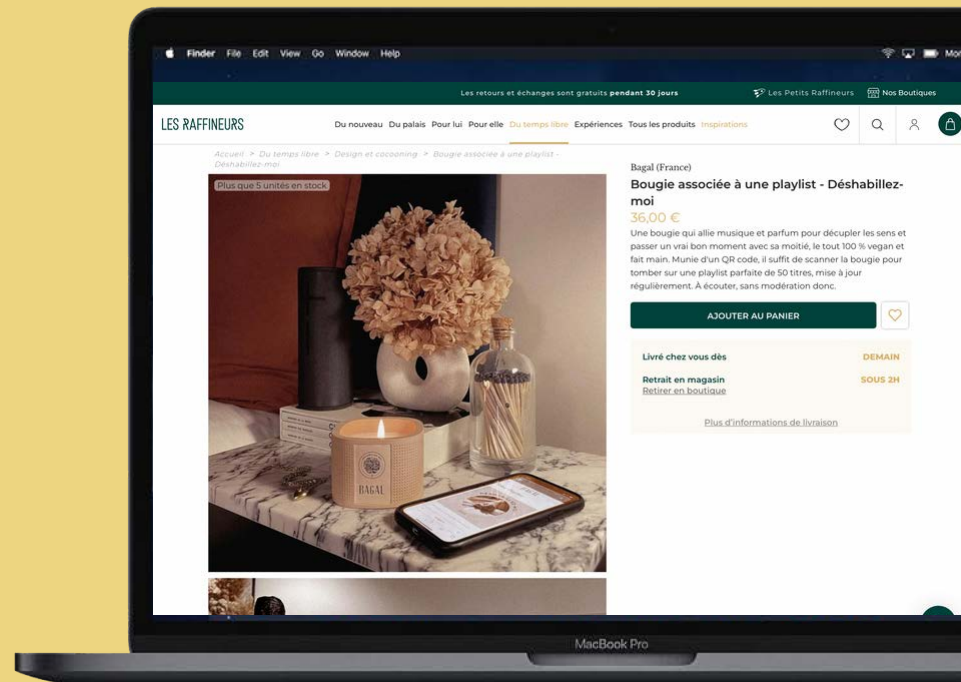 Finder File Edit View Go Window Help
Les retours et échanges sont gratuits pendant 30 jours
Les Petits Raffineurs
Nos Boutiques
LES RAFFINEURS
Du nouveau Du palais Pour lui Pour elle Du temps libre Expériences Tous les produits Inspirations
Accueil > Du temps libre > Design et cocooning > Bougie associée à une playlist -
Déshabillez-moi
Plus que 5 unités en stock
BAGAL
Bagal (France)
Bougie associée à une playlist - Déshabillez-
moi
36,00 €
Une bougie qui allie musique et parfum pour décupler les sens et
passer un vrai bon moment avec sa moitié, le tout 100 % vegan et
fait main. Munie d'un QR code, il suffit de scanner la bougie pour
tomber sur une playlist parfaite de 50 titres, mise à jour
régulièrement. À écouter, sans modération donc.
AJOUTER AU PANIER
Livré chez vous dès DEMAIN
Retrait en magasin SOUS 2H
Retirer en boutique
Plus d'informations de livraison
MacBook Pro